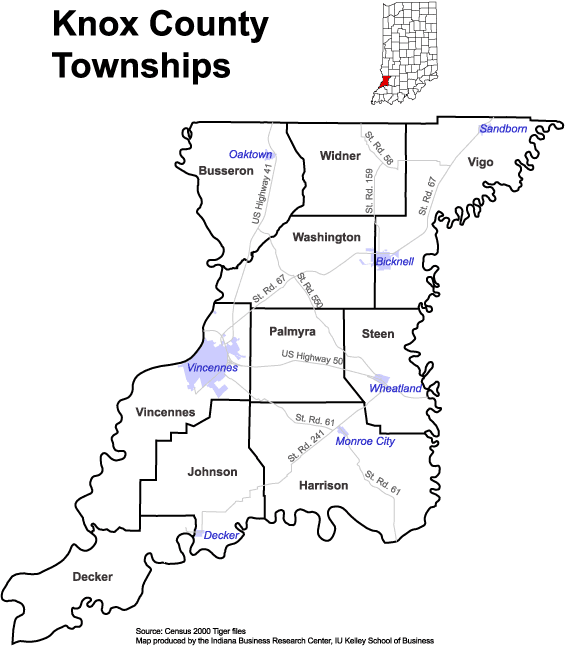 Knox County
Townships
Sandborn
St. Rd. 58
Oaktown
Widner
Vigo
Busseron
US Highway 41
St. Rd. 159
St. Rd. 67
Washington
Bicknell
St. Rd. 67
St. Rd. 550
Palmyra
Steen
US Highway 50
Vincennes
Wheatland
Vincennes
St. Rd. 61
Monroe City
St. Rd. 241
Johnson
Harrison
St. Rd. 61
Decker
Decker
Source: Census 2000 Tiger files
Map produced by the Indiana Business Research Center, IU Kelley School of Business